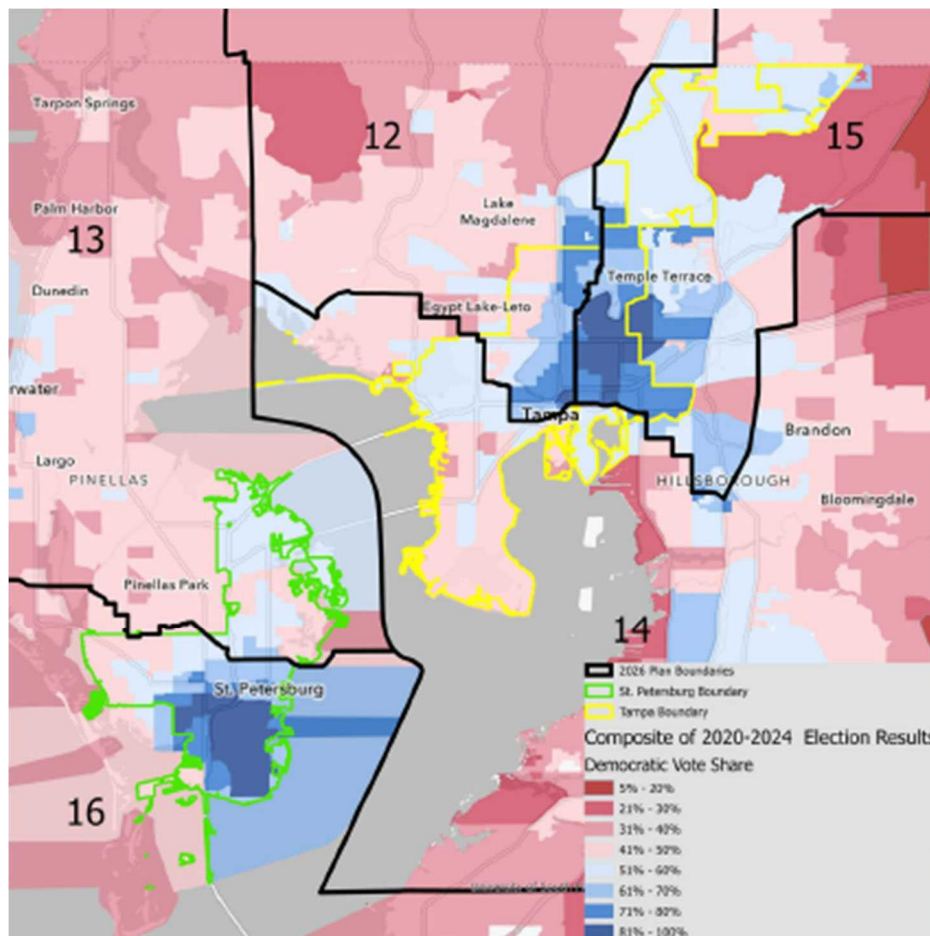 Tarpon Springs
12
15
Palm Harbor
Lake
Magdalene
13
Temple Terrace
Dunedin
Egypt Lake-Leto
rwater
Tampa
Brandon
Largo
PINELLAS
HILLSBOROUGH
Bloomingdale
Pinellas Park
14
St. Petersburg
16
2026 Plan Boundaries
St. Petersburg Boundary
Tampa Boundary
Composite of 2020-2024 Election Results
Democratic Vote Share
5% - 20%
21% - 30%
31% - 40%
41% - 50%
51% - 60%
61% - 70%
71% - 80%
81% - 100%